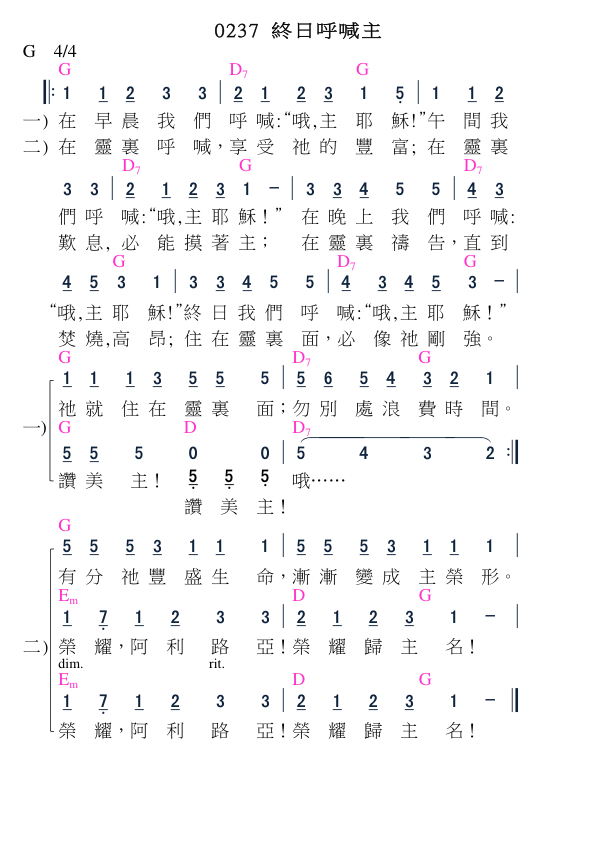 0237 終日呼喊主
G 4/4
G D7 G
1 1 2 3 3 | 2 1 2 3 1 5 | 1 1 2
一) 在 早 晨 我 們 呼 喊:“哦,主 耶 穌!”午 間 我
二) 在 靈 裏 呼 喊,享 受 祂 的 豐 富; 在 靈 裏
D7 G D7
3 3 | 2 1 2 3 1 - | 3 3 4 5 5 | 4 3
們 呼 喊:“哦,主 耶 穌!” 在 晚 上 我 們 呼 喊:
歎 息, 必 能 摸 著 主; 在 靈 裏 禱 告,直 到
G D7 G
4 5 3 1 | 3 3 4 5 5 | 4 3 4 5 3 - |
“哦,主 耶 穌!”終 日 我 們 呼 喊:“哦,主 耶 穌!”
焚 燒,高 昂; 住 在 靈 裏 面,必 像 祂 剛 強。
G D7 G
1 1 1 3 5 5 5 | 5 6 5 4 3 2 1 |
祂 就 住 在 靈 裏 面;勿 別 處 浪 費 時 間。
一) G D D7
5 5 5 0 0 | 5 4 3 2 :||
讚 美 主! 5 5 5 哦……
讚 美 主!
G
5 5 5 3 1 1 1 | 5 5 5 3 1 1 1 |
有 分 祂 豐 盛 生 命,漸 漸 變 成 主 榮 形。
Em D G
1 7 1 2 3 3 | 2 1 2 3 1 - |
二) 榮 耀,阿 利 路 亞!榮 耀 歸 主 名!
dim. rit.
Em D G
1 7 1 2 3 3 | 2 1 2 3 1 - ||
榮 耀,阿 利 路 亞!榮 耀 歸 主 名!